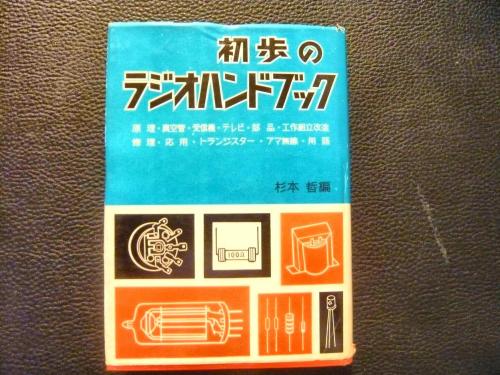 初歩の
ラジオハンドブック
原理・真空管・受信機・テレビ・部品・工作組立改造
修理・応用・トランジスター・アマ無線・用語
杉本 哲編
100Ω